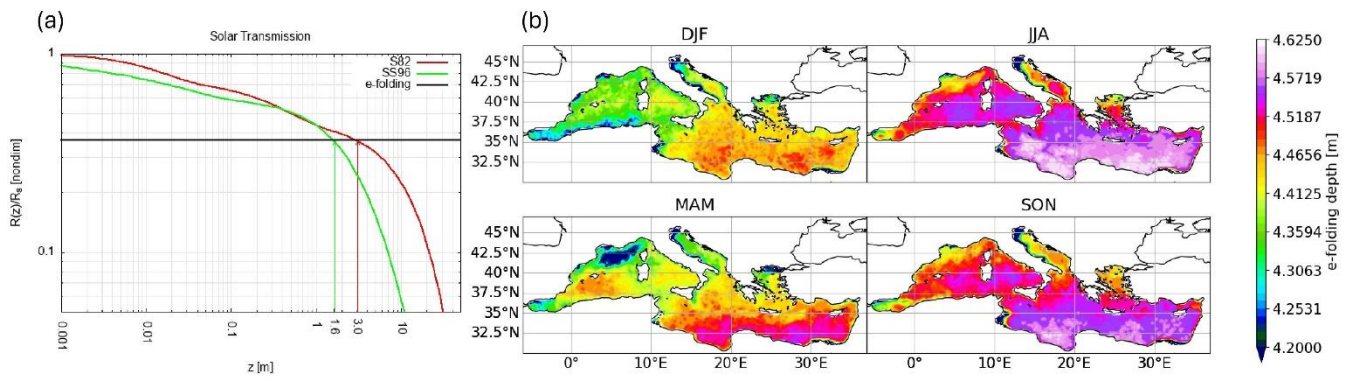 (a)
Solar Transmission
S82
SS96
e-folding
1
0.1
R(z)/Rs [nondim]
0.001
0.01
0.1
1
1.6
3.0
10
z [m]
(b)
DJF
JJA
45°N
42.5°N
40°N
37.5°N
35°N
32.5°N
MAM
SON
45°N
42.5°N
40°N
37.5°N
35°N
32.5°N
0°
10°E
20°E
30°E
0°
10°E
20°E
30°E
4.6250
4.5719
4.5187
4.4656
4.4125
4.3594
4.3063
4.2531
4.2000
e-folding depth [m]